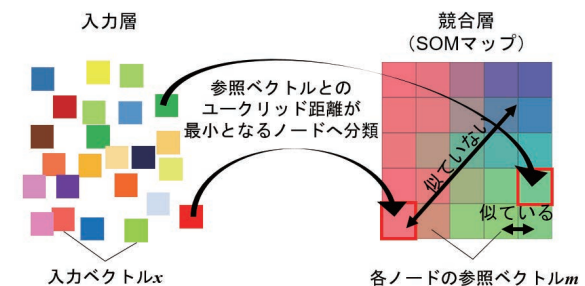 入力層
競合層
（SOMマップ）
参照ベクトルとの
ユークリッド距離が
最小となるノードへ分類
似ていない
似ている
入力ベクトルx
各ノードの参照ベクトルm